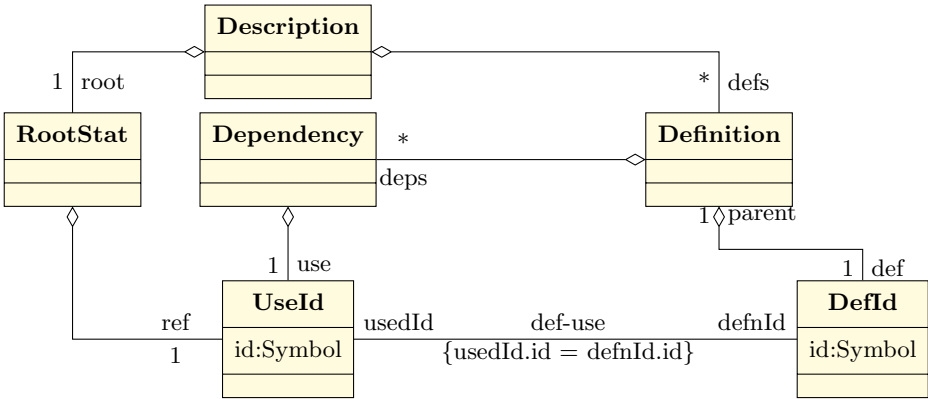 Description
1
root
*
defs
RootStat
Dependency
*
deps
Definition
1
parent
1
use
1
def
UseId
id:Symbol
ref
1
usedId
def-use
defnId
{usedId.id = defnId.id}
DefId
id:Symbol